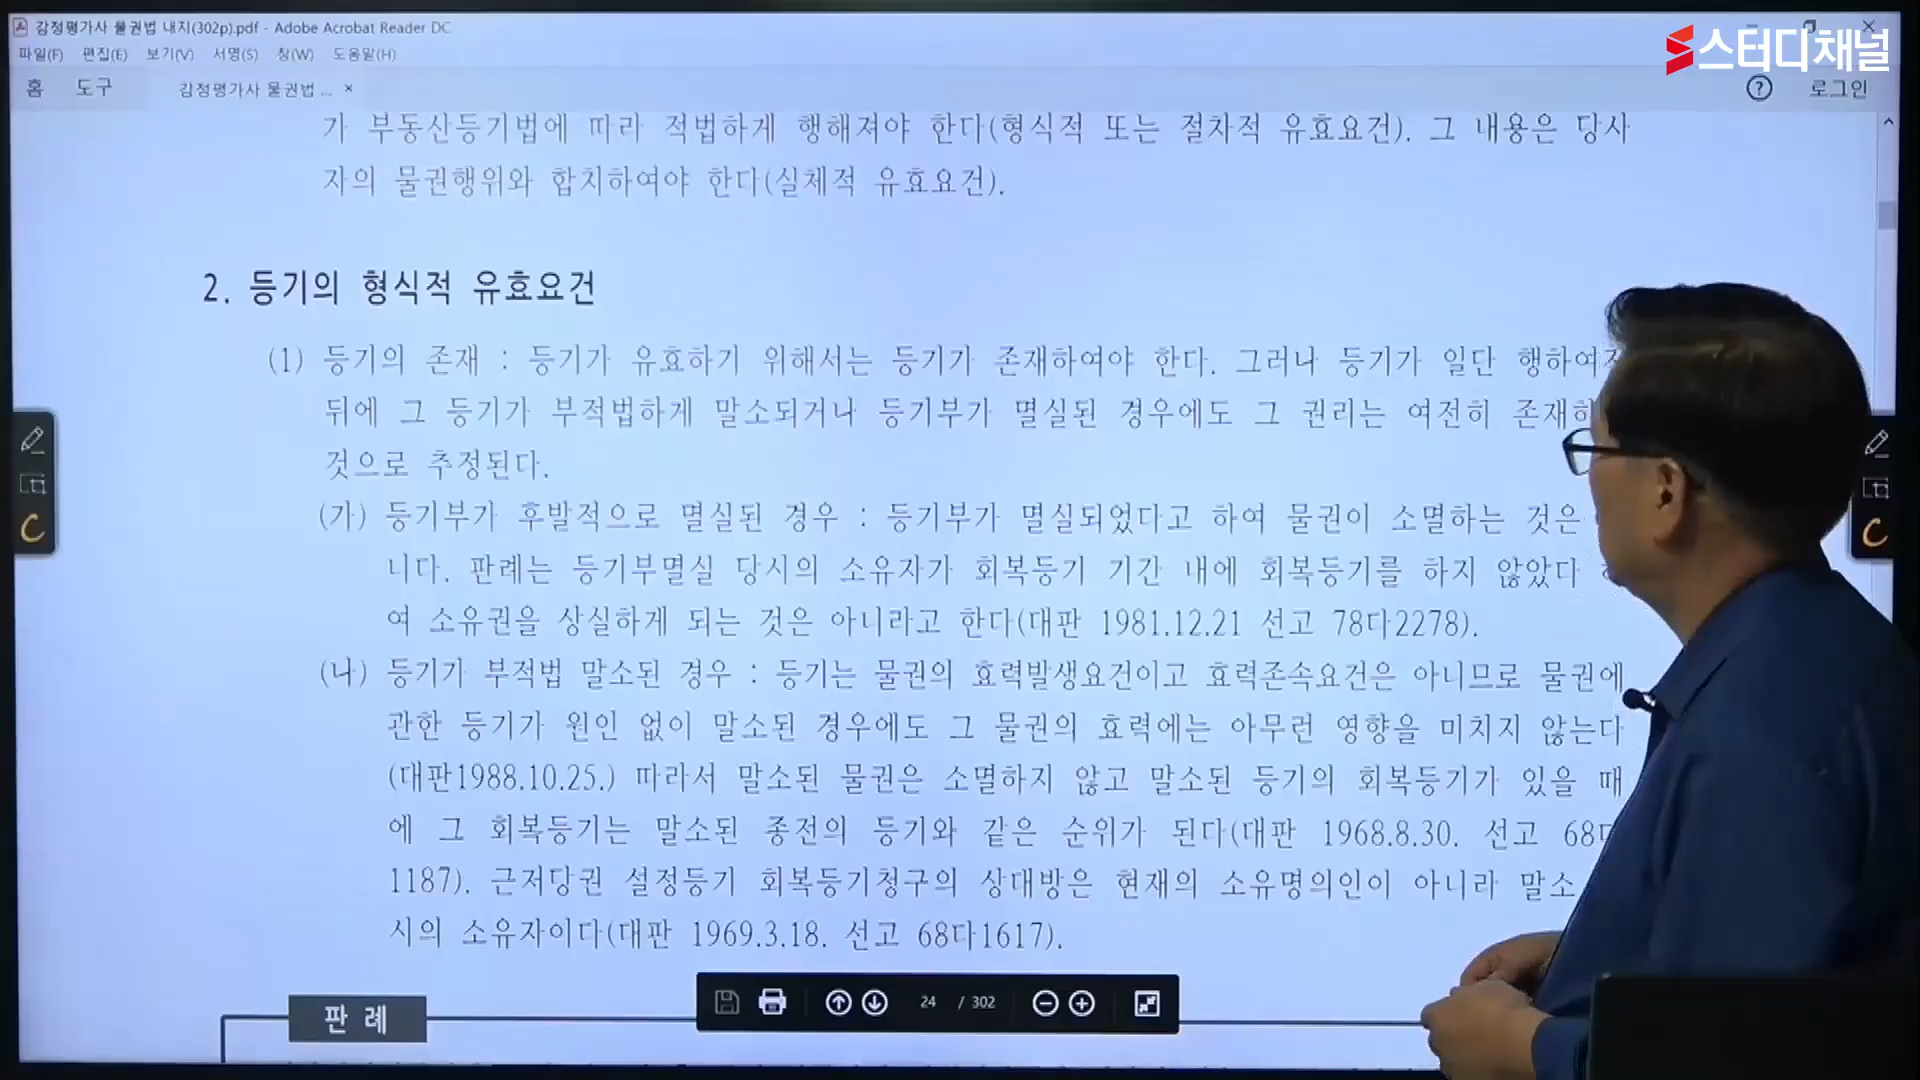 감정평가사 물권법 내지(302p).pdf - Adobe Acrobat Reader DC
스터디채널
파일(F) 편집(E) 보기(V) 서명(S) 창(W) 도움말(H)
홈 도구 감정평가사 물권법 ... × ? 로그인
가 부동산등기법에 따라 적법하게 행해져야 한다(형식적 또는 절차적 유효요건). 그 내용은 당사
자의 물권행위와 합치하여야 한다(실체적 유효요건).
2. 등기의 형식적 유효요건
(1) 등기의 존재 : 등기가 유효하기 위해서는 등기가 존재하여야 한다. 그러나 등기가 일단
뒤에 그 등기가 부적법하게 말소되거나 등기부가 멸실된 경우에도 그 권리는 여전히
것으로 추정된다.
(가) 등기부가 후발적으로 멸실된 경우 : 등기부가 멸실되었다고 하여 물권이 소멸하는 것은
니다. 판례는 등기부멸실 당시의 소유자가 회복등기 기간 내에 회복등기를 하지 않았다
여 소유권을 상실하게 되는 것은 아니라고 한다(대판 1981.12.21 선고 78다2278).
(나) 등기가 부적법 말소된 경우 : 등기는 물권의 효력발생요건이고 효력존속요건은 아니므로 물권에
관한 등기가 원인 없이 말소된 경우에도 그 물권의 효력에는 아무런 영향을 미치지 않는다
(대판1988.10.25.) 따라서 말소된 물권은 소멸하지 않고 말소된 등기의 회복등기가 있을 때
에 그 회복등기는 말소된 종전의 등기와 같은 순위가 된다(대판 1968.8.30. 선고 68다
1187). 근저당권 설정등기 회복등기청구의 상대방은 현재의 소유명의인이 아니라 말소
시의 소유자이다(대판 1969.3.18. 선고 68다1617).
24 / 302
판 례